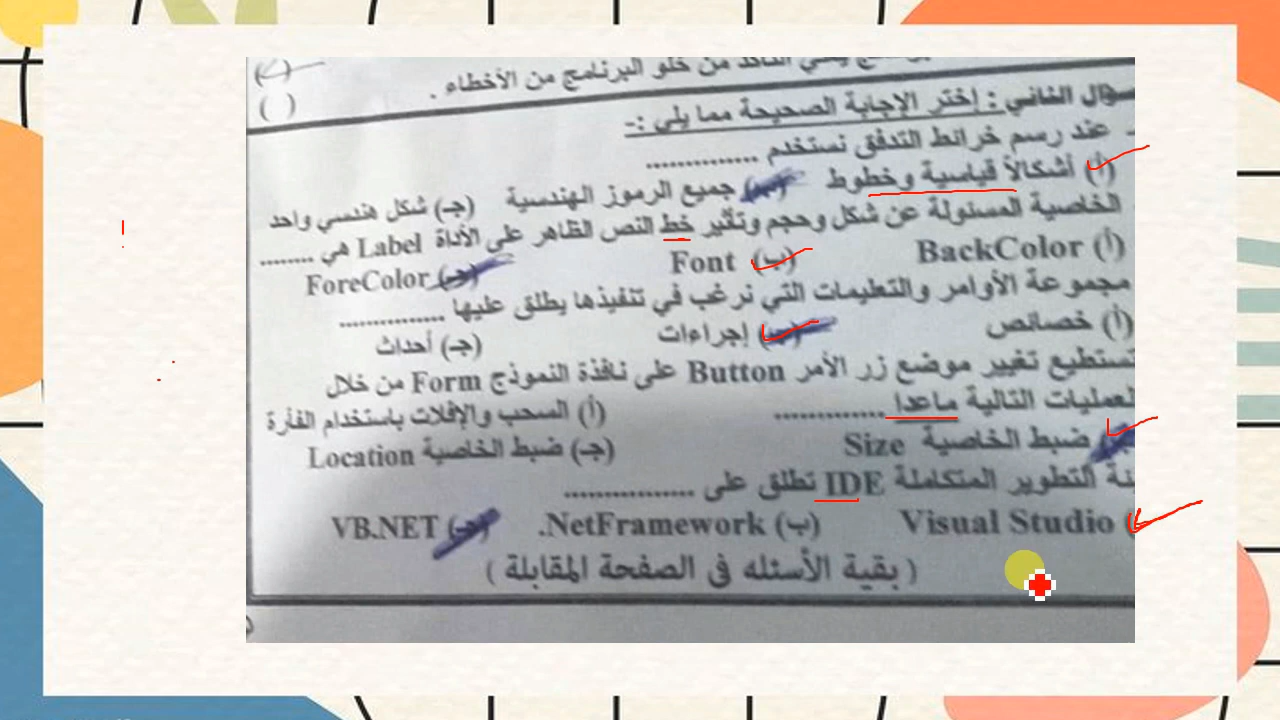 ( )
التأكد من خلو البرنامج من الأخطاء .
( )
سؤال الثاني : إختر الإجابة الصحيحة مما يلي :-
عند رسم خرائط التدفق نستخدم ..............
(أ) أشكالاً قياسية وخطوط (ب) جميع الرموز الهندسية (جـ) شكل هندسي واحد
الخاصية المسئولة عن شكل وحجم وتأثير خط النص الظاهر على الأداة Label هي ........
(أ) BackColor (ب) Font (جـ) ForeColor
مجموعة الأوامر والتعليمات التي نرغب في تنفيذها يطلق عليها ...............
(أ) خصائص (ب) إجراءات (جـ) أحداث
تستطيع تغيير موضع زر الأمر Button على نافذة النموذج Form من خلال
لعمليات التالية ماعدا .............. (أ) السحب والإفلات باستخدام الفأرة
ضبط الخاصية Size (جـ) ضبط الخاصية Location
ئة التطوير المتكاملة IDE تطلق على .................
Visual Studio (ب) NetFramework. (جـ) VB.NET
( بقية الأسئله فى الصفحة المقابلة )